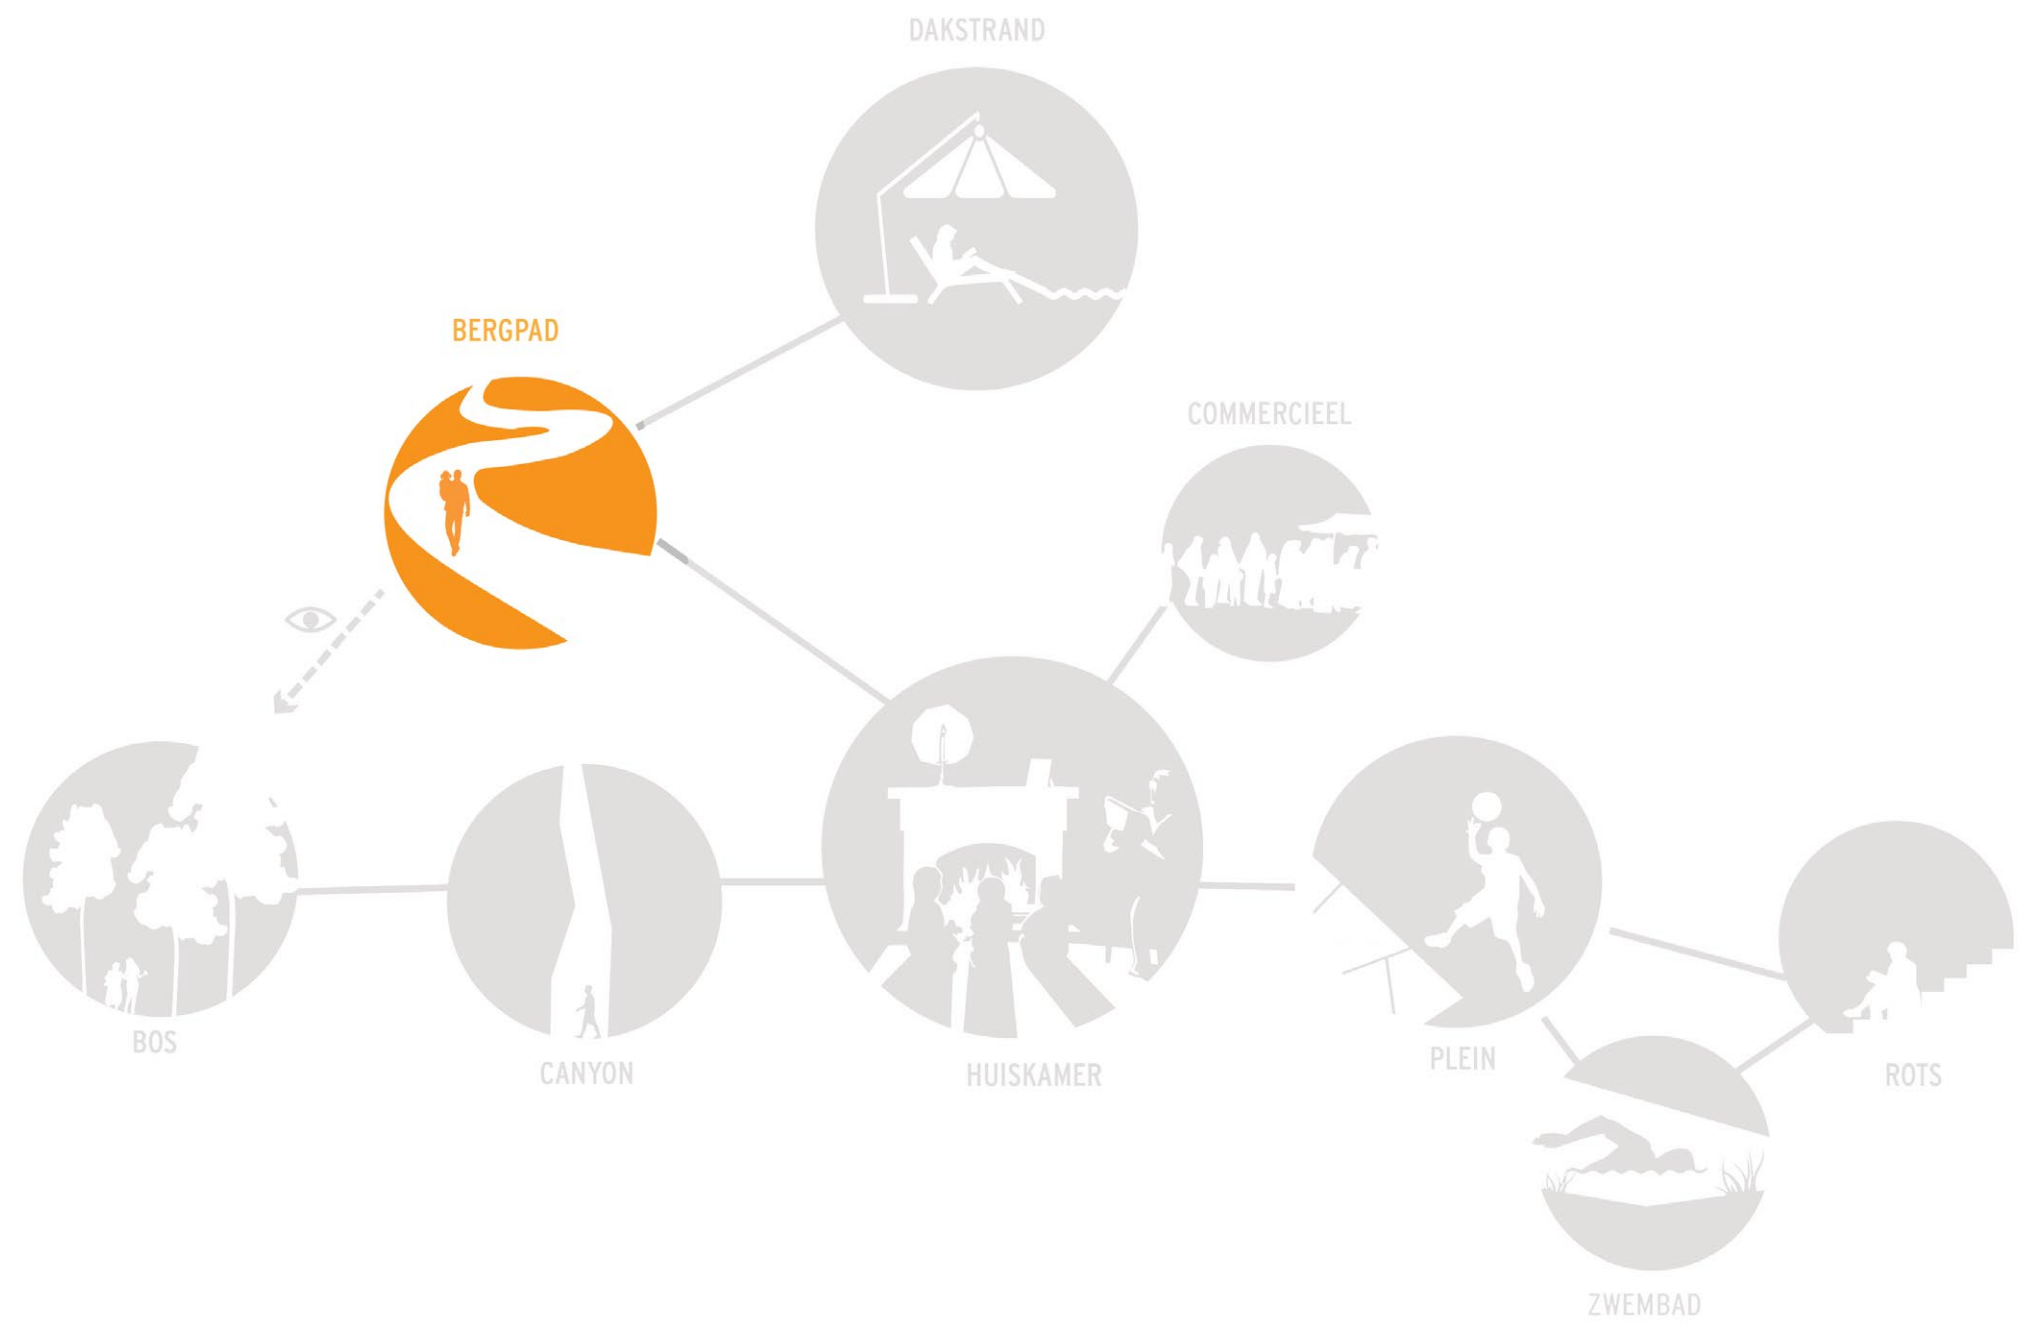 DAKSTRAND
BERGPAD
COMMERCIEEL
BOS
CANYON
HUISKAMER
PLEIN
ROTS
ZWEMBAD